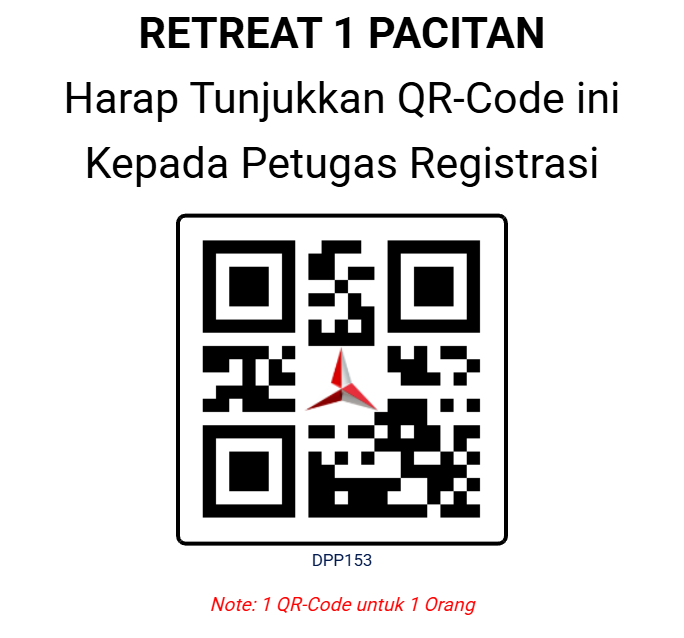 RETREAT 1 PACITAN
Harap Tunjukkan QR-Code ini
Kepada Petugas Registrasi
DPP153
Note: 1 QR-Code untuk 1 Orang